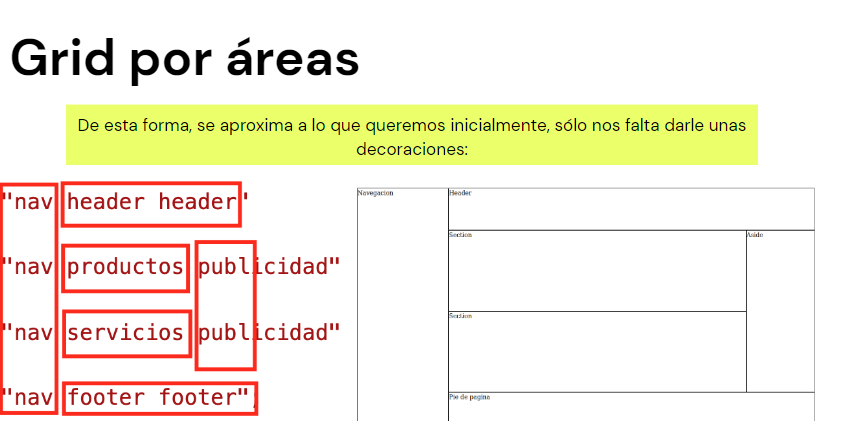 Grid por áreas
De esta forma, se aproxima a lo que queremos inicialmente, sólo nos falta darle unas
decoraciones:
"nav header header"
"nav productos publicidad"
"nav servicios publicidad"
"nav footer footer";
Navegacion
Header
Section
Aside
Section
Pie de pagina